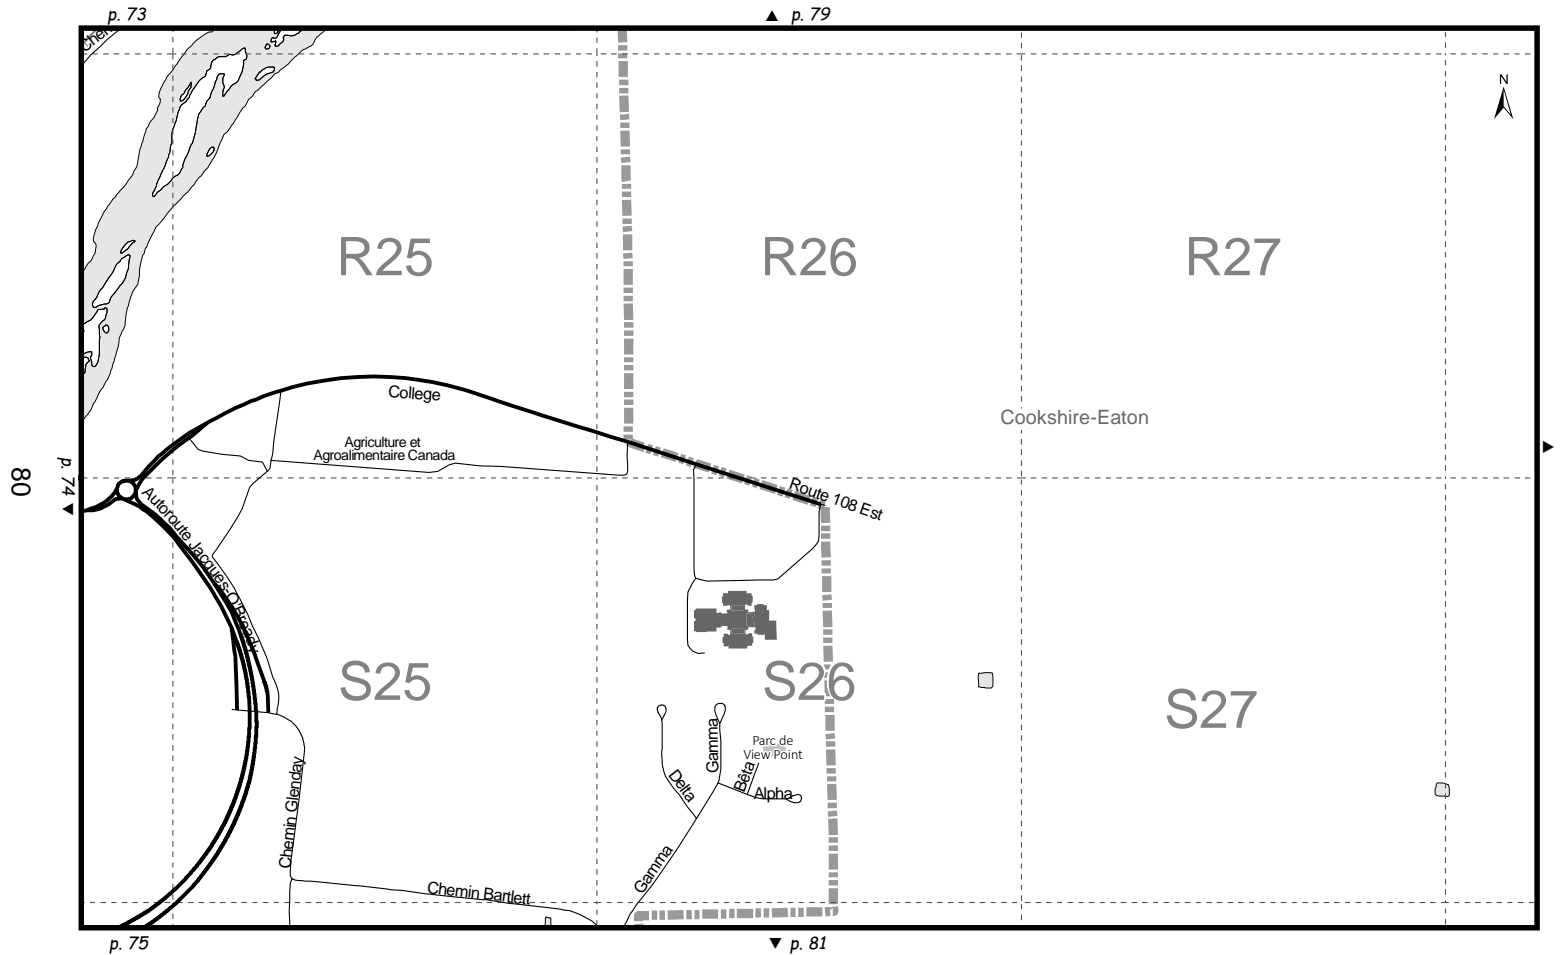 p. 73
p. 79
Chem
N
R25
R26
R27
College
Cookshire-Eaton
Agriculture et
Agroalimentaire Canada
80
p. 74
Route 108 Est
Autoroute Jacques-O'Bready
S25
S26
S27
Gamma
Parc de
View Point
Delta
Bêta
Alpha
Chemin Glenday
Gamma
Chemin Bartlett
p. 75
p. 81